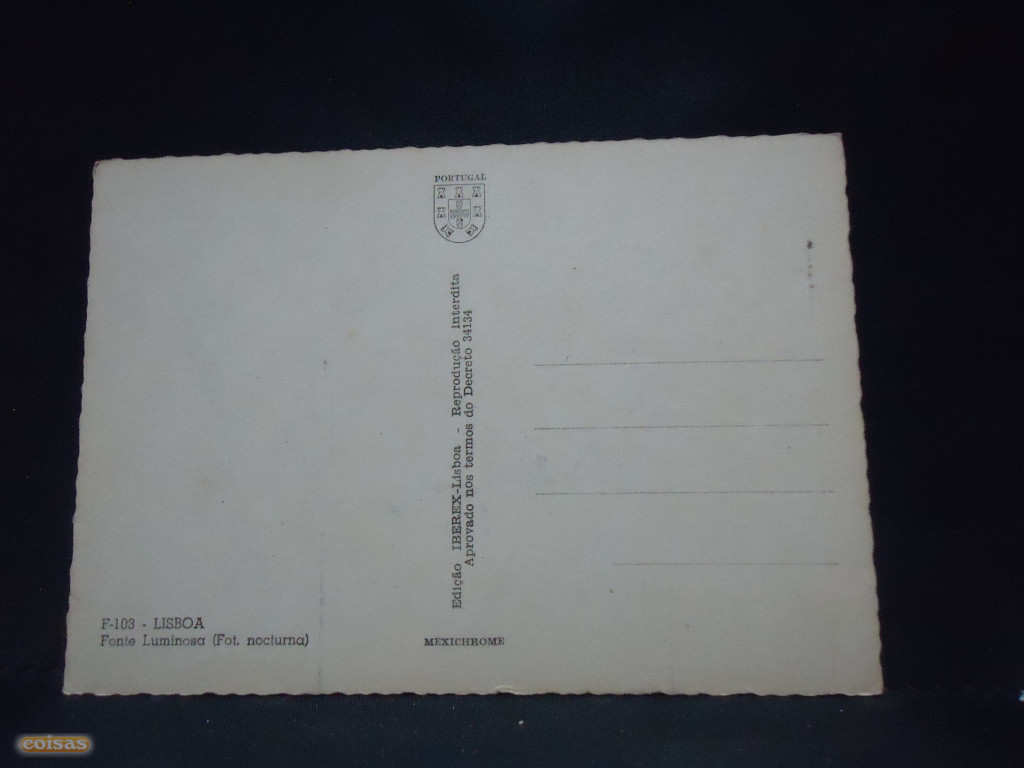 PORTUGAL
Edição IBEREX-Lisboa - Reprodução interdita
Aprovado nos termos do Decreto 34134
F-103 - LISBOA
Fonte Luminosa (Fot. nocturna)
MEXICHROME
coisas